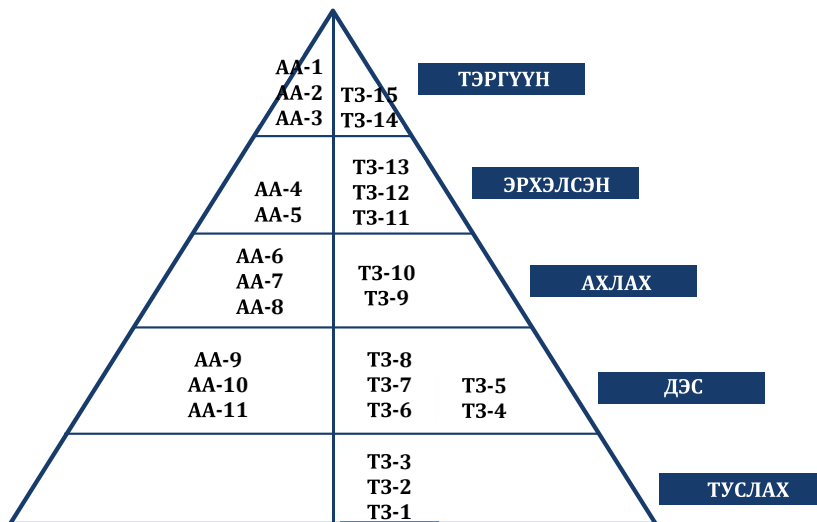 АА-1
АА-2
АА-3
ТЗ-15
ТЗ-14
ТЭРГҮҮН
АА-4
АА-5
ТЗ-13
ТЗ-12
ТЗ-11
ЭРХЭЛСЭН
АА-6
АА-7
АА-8
ТЗ-10
ТЗ-9
АХЛАХ
АА-9
АА-10
АА-11
ТЗ-8
ТЗ-7
ТЗ-6
ТЗ-5
ТЗ-4
ДЭС
ТЗ-3
ТЗ-2
ТЗ-1
ТУСЛАХ